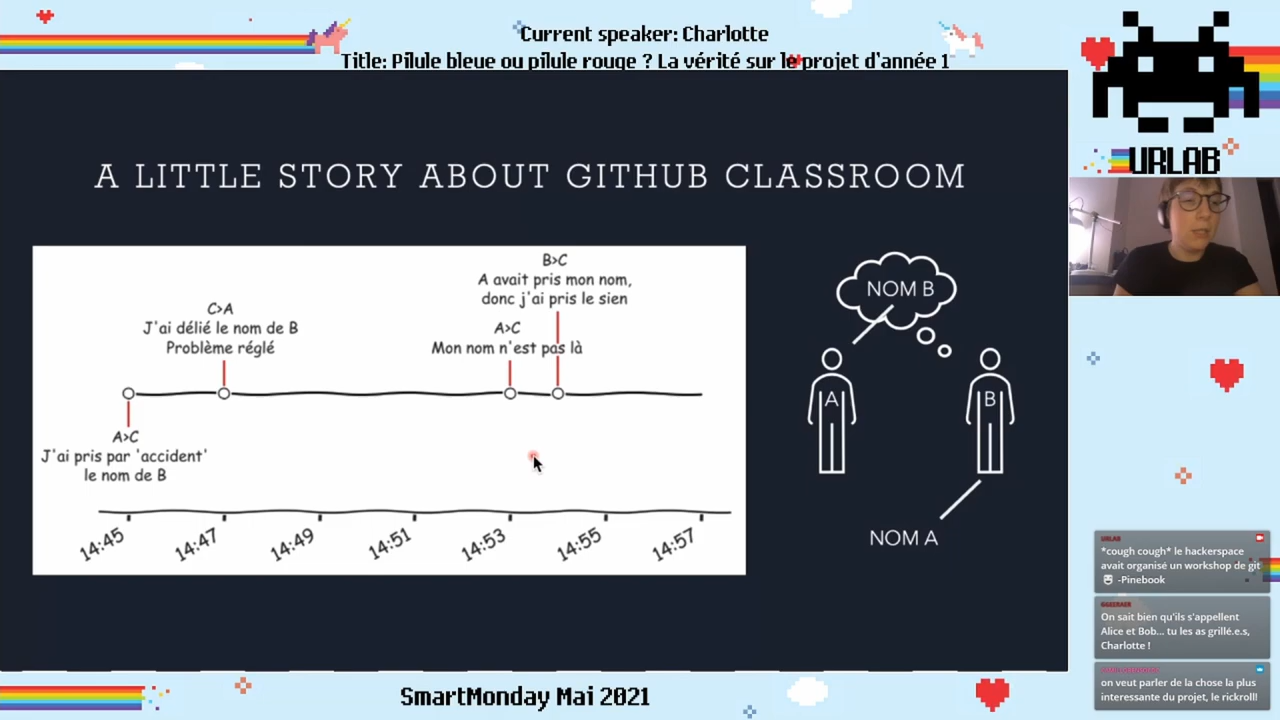 Current speaker: Charlotte
Title: Pilule bleue ou pilule rouge ? La vérité sur le projet d'année 1
URLAB
A LITTLE STORY ABOUT GITHUB CLASSROOM
B>C
A avait pris mon nom,
donc j'ai pris le sien
C>A
J'ai délié le nom de B
Problème réglé
A>C
Mon nom n'est pas là
A>C
J'ai pris par 'accident'
le nom de B
14:45
14:47
14:49
14:51
14:53
14:55
14:57
NOM B
A
B
NOM A
URLAB
*cough cough* le hackerspace
avait organisé un workshop de git
-Pinebook
On sait bien qu'ils s'appellent
Alice et Bob... tu les as grillé.e.s,
Charlotte !
on veut parler de la chose la plus
interessante du projet, le rickroll!
SmartMonday Mai 2021